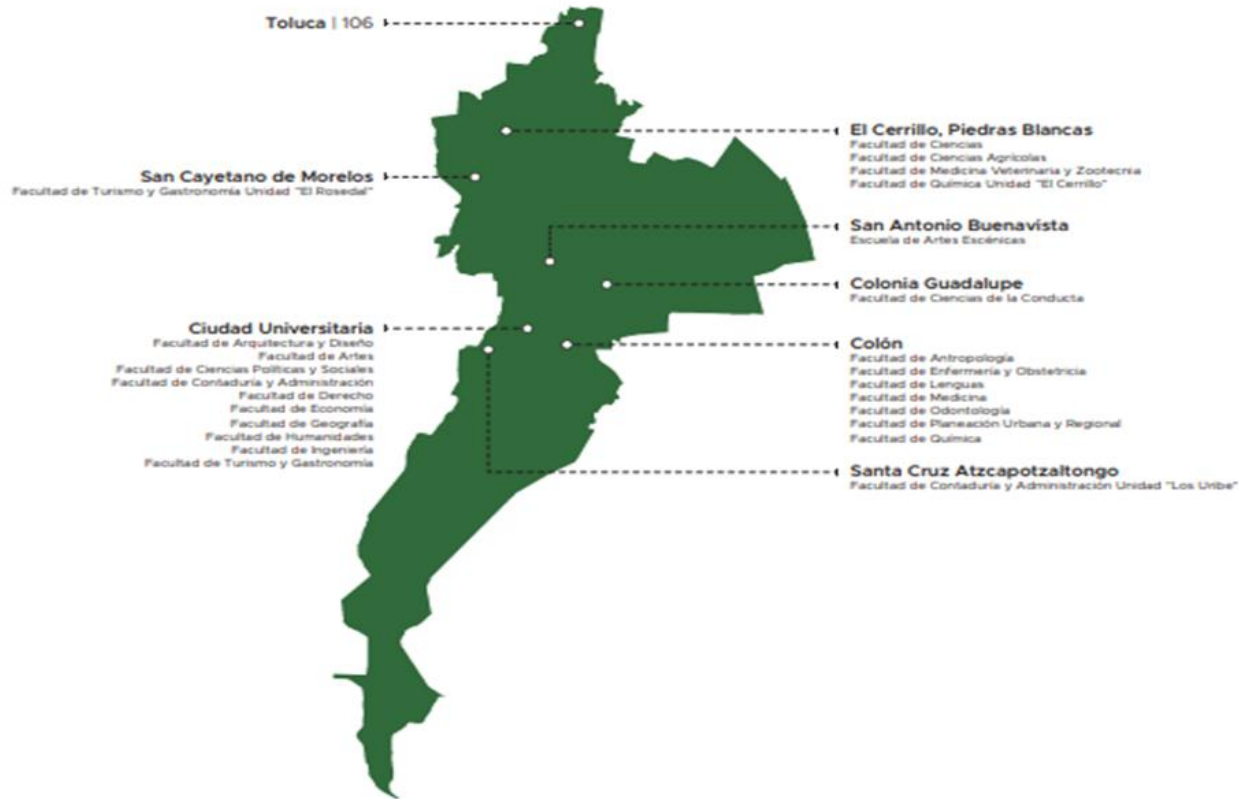 Toluca | 106
San Cayetano de Morelos
Facultad de Turismo y Gastronomía Unidad "El Rosedal"
Ciudad Universitaria
Facultad de Arquitectura y Diseño
Facultad de Artes
Facultad de Ciencias Políticas y Sociales
Facultad de Contaduría y Administración
Facultad de Derecho
Facultad de Economía
Facultad de Geografía
Facultad de Humanidades
Facultad de Ingeniería
Facultad de Turismo y Gastronomía
El Cerrillo, Piedras Blancas
Facultad de Ciencias
Facultad de Ciencias Agrícolas
Facultad de Medicina Veterinaria y Zootecnia
Facultad de Química Unidad "El Cerrillo"
San Antonio Buenavista
Escuela de Artes Escénicas
Colonia Guadalupe
Facultad de Ciencias de la Conducta
Colón
Facultad de Antropología
Facultad de Enfermería y Obstetricia
Facultad de Lenguas
Facultad de Medicina
Facultad de Odontología
Facultad de Planeación Urbana y Regional
Facultad de Química
Santa Cruz Atzcapotzaltongo
Facultad de Contaduría y Administración Unidad "Los Uribe"